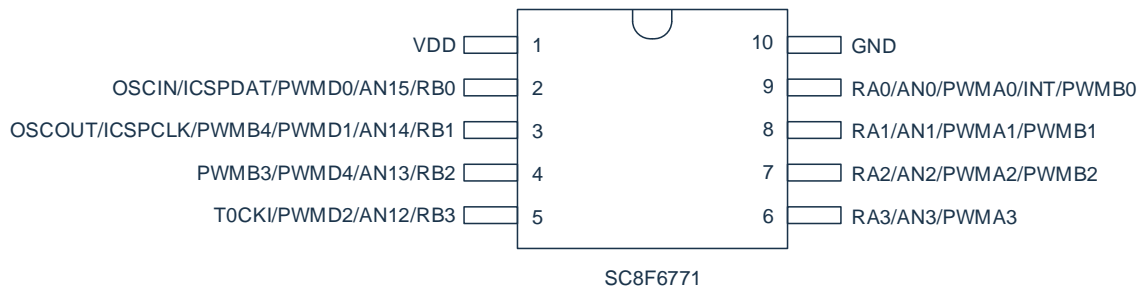 VDD 1 10 GND
OSCIN/ICSPDAT/PWMD0/AN15/RB0 2 9 RA0/AN0/PWMA0/INT/PWMB0
OSCOUT/ICSPCLK/PWMB4/PWMD1/AN14/RB1 3 8 RA1/AN1/PWMA1/PWMB1
PWMB3/PWMD4/AN13/RB2 4 7 RA2/AN2/PWMA2/PWMB2
T0CKI/PWMD2/AN12/RB3 5 6 RA3/AN3/PWMA3
SC8F6771